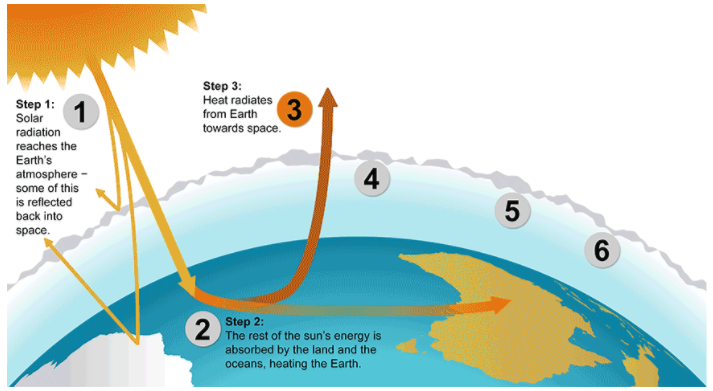 Step 1:
Solar
radiation
reaches the
Earth's
atmosphere –
some of this
is reflected
back into
space.
1
Step 3:
Heat radiates
from Earth
towards space.
3
4
5
6
2
Step 2:
The rest of the sun's energy is
absorbed by the land and the
oceans, heating the Earth.